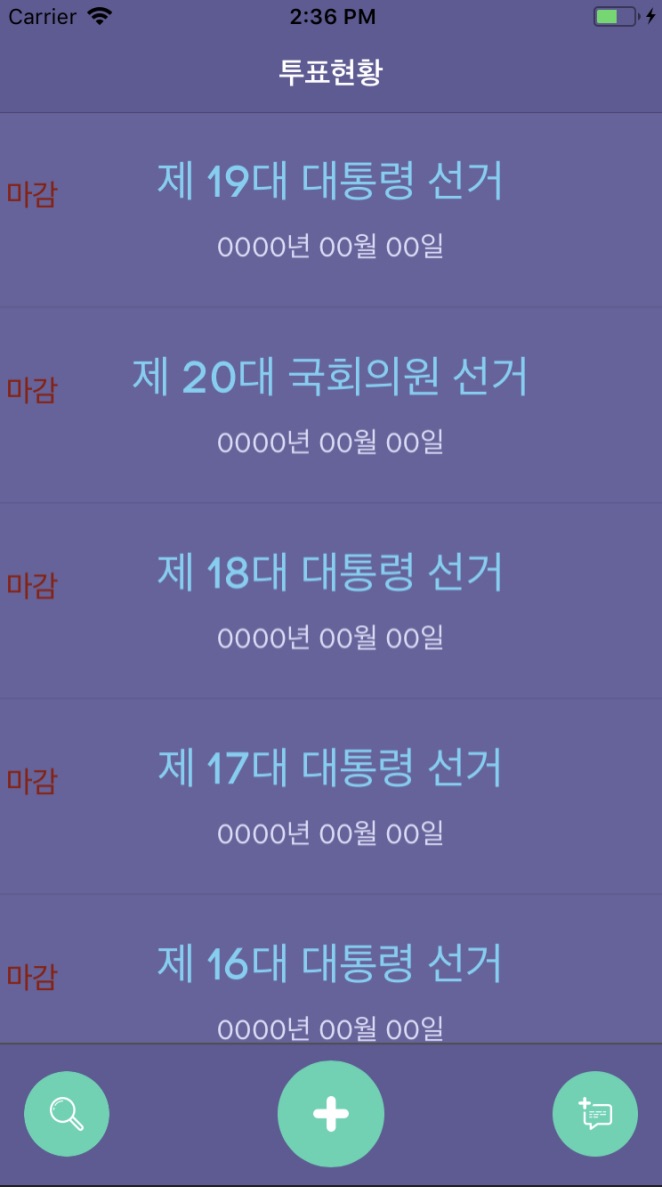 Carrier 2:36 PM
투표현황
제 19대 대통령 선거
마감
0000년 00월 00일
제 20대 국회의원 선거
마감
0000년 00월 00일
제 18대 대통령 선거
마감
0000년 00월 00일
제 17대 대통령 선거
마감
0000년 00월 00일
제 16대 대통령 선거
마감
0000년 00월 00일